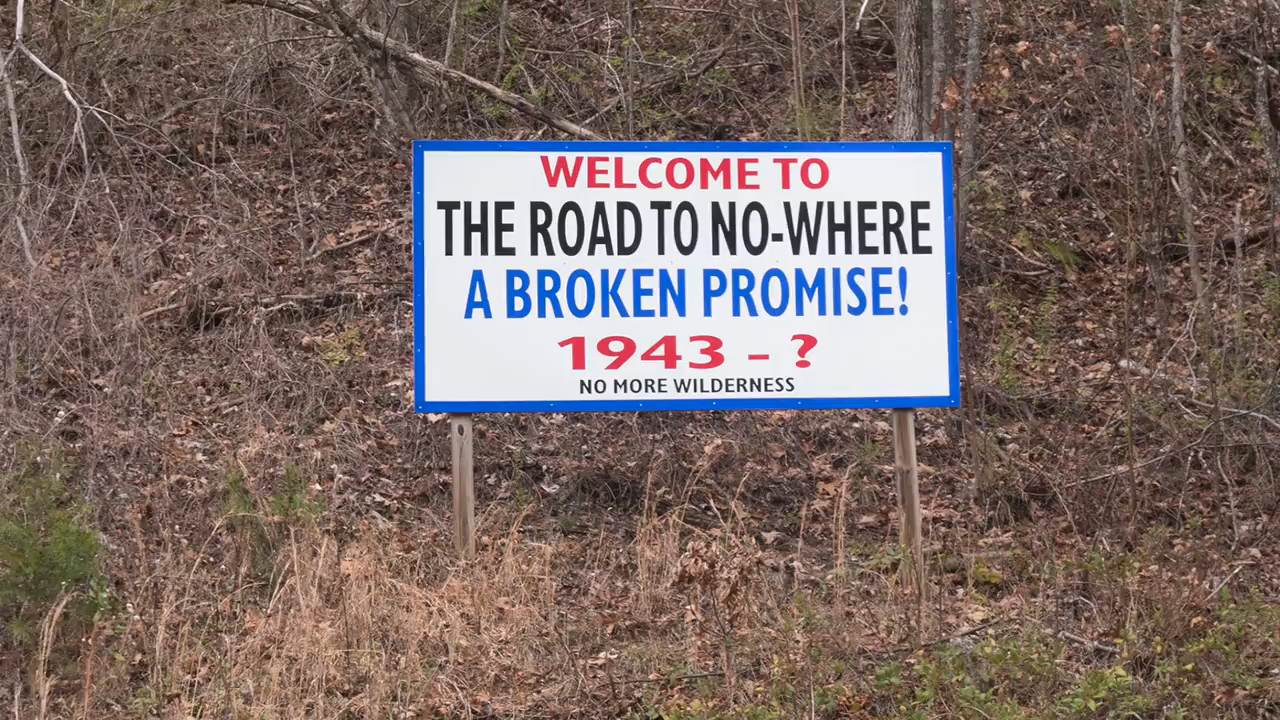 WELCOME TO
THE ROAD TO NO-WHERE
A BROKEN PROMISE!
1943 - ?
NO MORE WILDERNESS